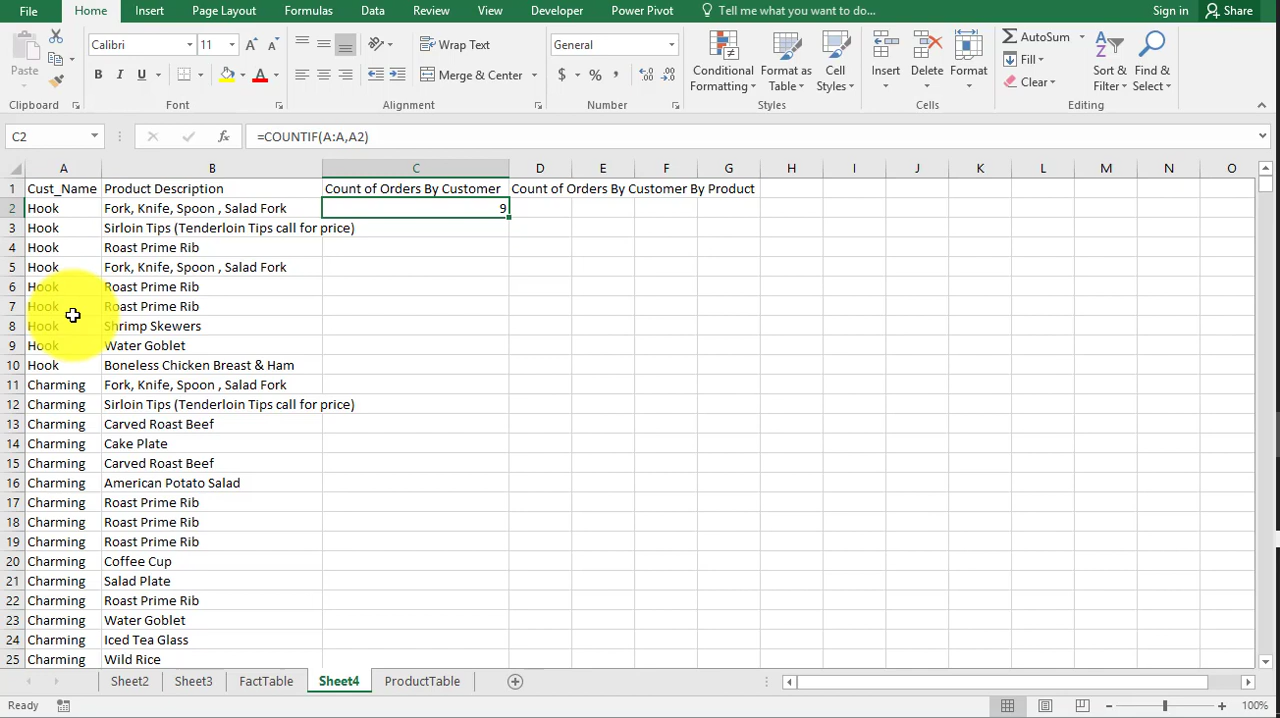 File Home Insert Page Layout Formulas Data Review View Developer Power Pivot Tell me what you want to do... Sign in Share
Paste Calibri 11 Wrap Text General Conditional Formatting Format as Table Cell Styles Insert Delete Format AutoSum Fill Clear Sort & Filter Find & Select
B I U A Merge & Center $ % ,
Clipboard Font Alignment Number Styles Cells Editing
C2 fx =COUNTIF(A:A,A2)
A B C D E F G H I J K L M N O
1 Cust_Name Product Description Count of Orders By Customer Count of Orders By Customer By Product
2 Hook Fork, Knife, Spoon , Salad Fork 9
3 Hook Sirloin Tips (Tenderloin Tips call for price)
4 Hook Roast Prime Rib
5 Hook Fork, Knife, Spoon , Salad Fork
6 Hook Roast Prime Rib
7 Hook Roast Prime Rib
8 Hook Shrimp Skewers
9 Hook Water Goblet
10 Hook Boneless Chicken Breast & Ham
11 Charming Fork, Knife, Spoon , Salad Fork
12 Charming Sirloin Tips (Tenderloin Tips call for price)
13 Charming Carved Roast Beef
14 Charming Cake Plate
15 Charming Carved Roast Beef
16 Charming American Potato Salad
17 Charming Roast Prime Rib
18 Charming Roast Prime Rib
19 Charming Roast Prime Rib
20 Charming Coffee Cup
21 Charming Salad Plate
22 Charming Roast Prime Rib
23 Charming Water Goblet
24 Charming Iced Tea Glass
25 Charming Wild Rice
Sheet2 Sheet3 FactTable Sheet4 ProductTable
Ready 100%